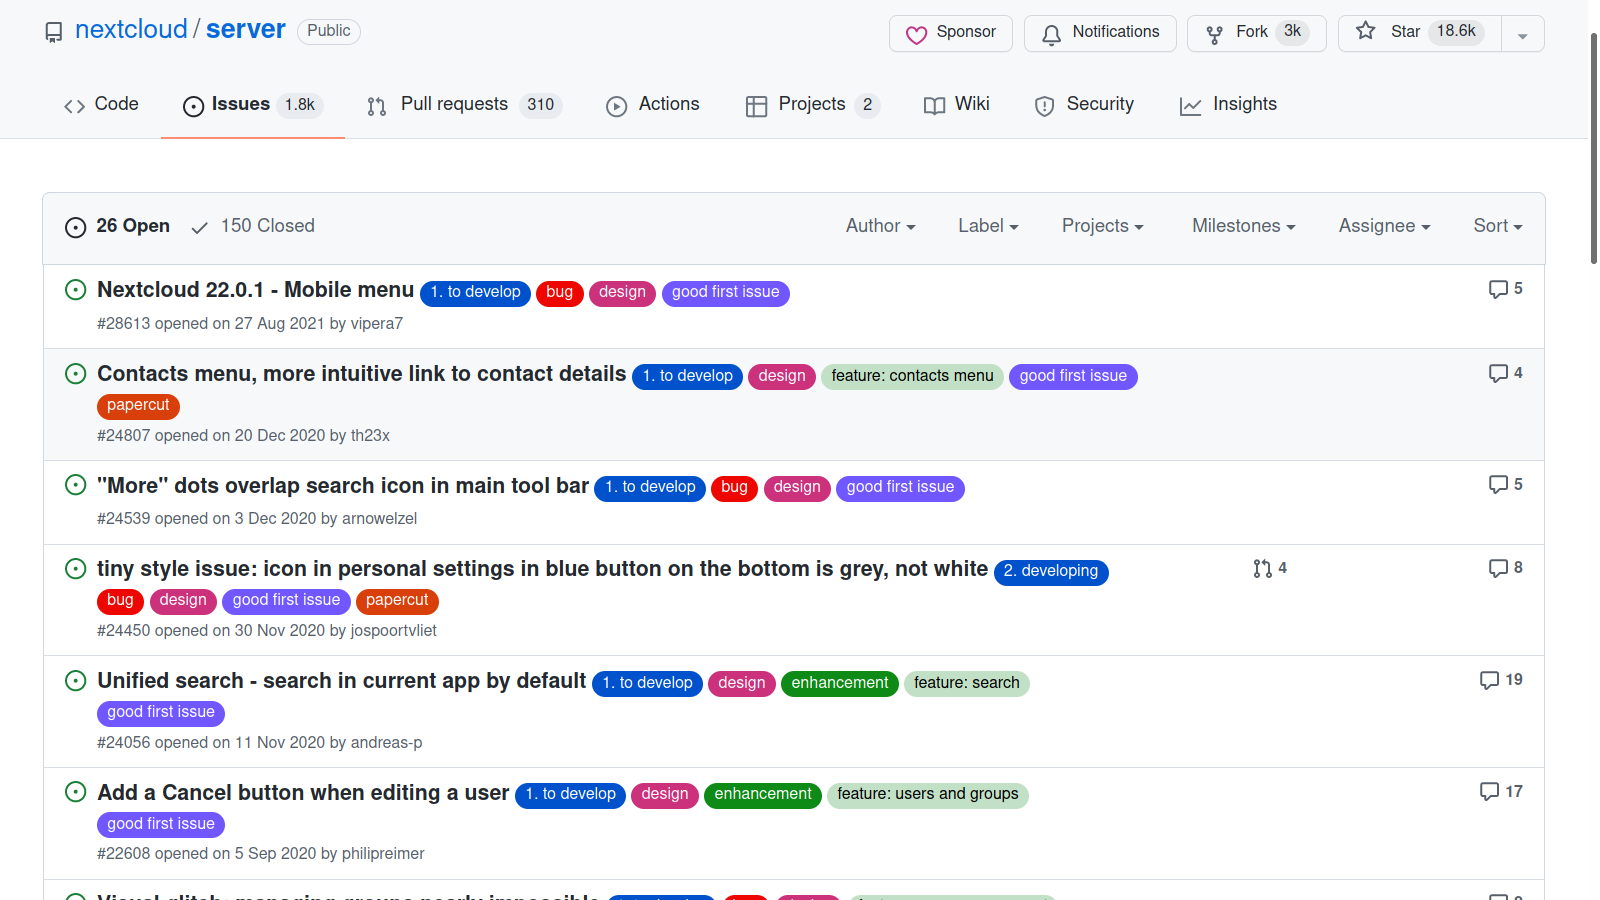 nextcloud / server Public Sponsor Notifications Fork 3k Star 18.6k
Code Issues 1.8k Pull requests 310 Actions Projects 2 Wiki Security Insights
26 Open 150 Closed Author Label Projects Milestones Assignee Sort
Nextcloud 22.0.1 - Mobile menu 1. to develop bug design good first issue 5
#28613 opened on 27 Aug 2021 by vipera7
Contacts menu, more intuitive link to contact details 1. to develop design feature: contacts menu good first issue 4
papercut
#24807 opened on 20 Dec 2020 by th23x
"More" dots overlap search icon in main tool bar 1. to develop bug design good first issue 5
#24539 opened on 3 Dec 2020 by arnowelzel
tiny style issue: icon in personal settings in blue button on the bottom is grey, not white 2. developing 4 8
bug design good first issue papercut
#24450 opened on 30 Nov 2020 by jospoortvliet
Unified search - search in current app by default 1. to develop design enhancement feature: search 19
good first issue
#24056 opened on 11 Nov 2020 by andreas-p
Add a Cancel button when editing a user 1. to develop design enhancement feature: users and groups 17
good first issue
#22608 opened on 5 Sep 2020 by philipreimer
Visual glitch: managing groups nearly impossible